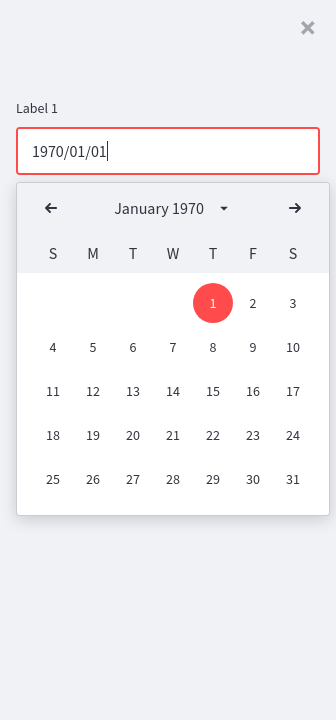 Label 1
1970/01/01
January 1970
S M T W T F S
1 2 3
4 5 6 7 8 9 10
11 12 13 14 15 16 17
18 19 20 21 22 23 24
25 26 27 28 29 30 31